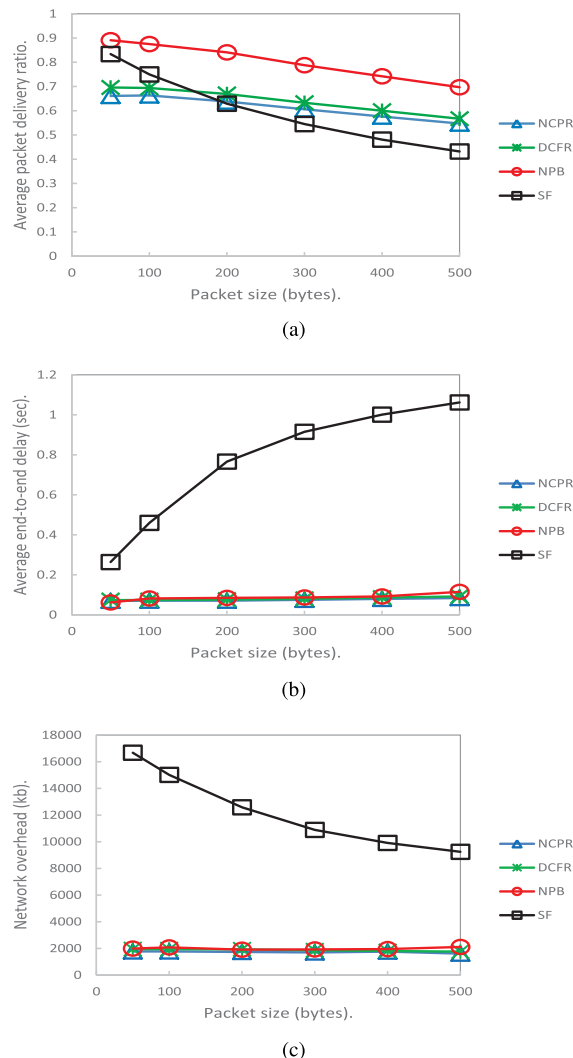 1
0.9
0.8
0.7
0.6
0.5
0.4
0.3
0.2
0.1
0
Average packet delivery ratio.
0 100 200 300 400 500
Packet size (bytes).
NCPR
DCFR
NPB
SF
(a)
1.2
1
0.8
0.6
0.4
0.2
0
Average end-to-end delay (sec).
0 100 200 300 400 500
Packet size (bytes).
NCPR
DCFR
NPB
SF
(b)
18000
16000
14000
12000
10000
8000
6000
4000
2000
0
Network overhead (kb).
0 100 200 300 400 500
Packet size (bytes).
NCPR
DCFR
NPB
SF
(c)